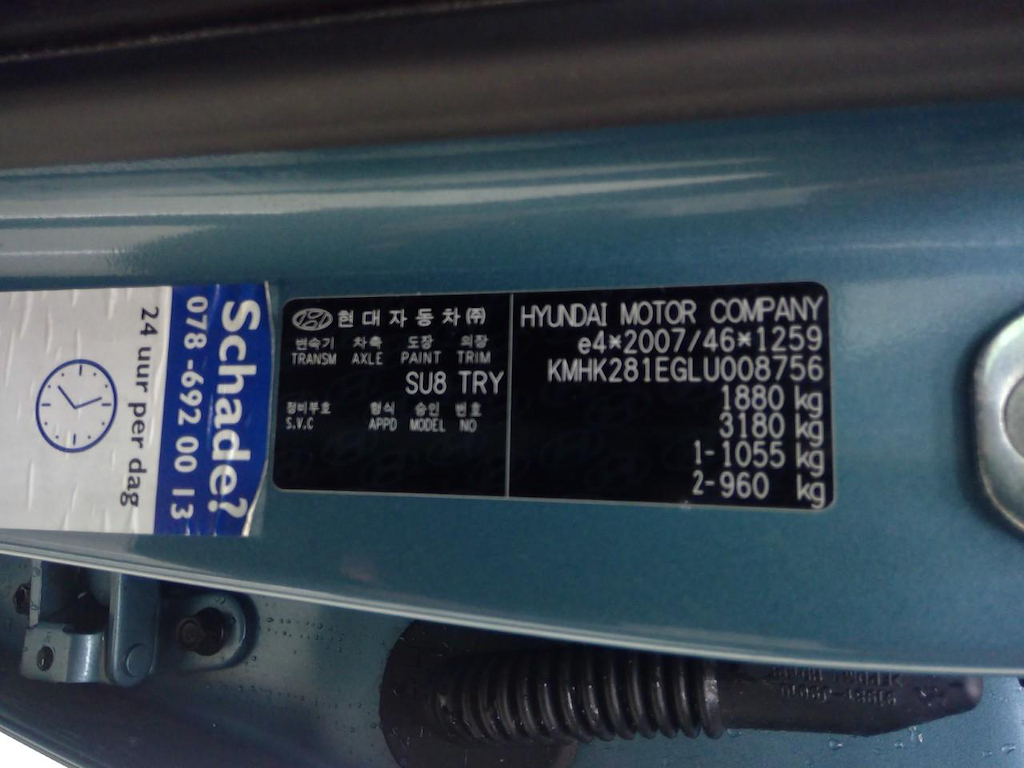 Schade?
078-692 00 13
24 uur per dag
현대자동차㈜
변속기 차축 도장 의장
TRANSM AXLE PAINT TRIM
SU8 TRY
정비부호 형식 승인 번호
S.V.C APPD MODEL NO
HYUNDAI MOTOR COMPANY
e4*2007/46*1259
KMHK281EGLU008756
1880 kg
3180 kg
1-1055 kg
2-960 kg